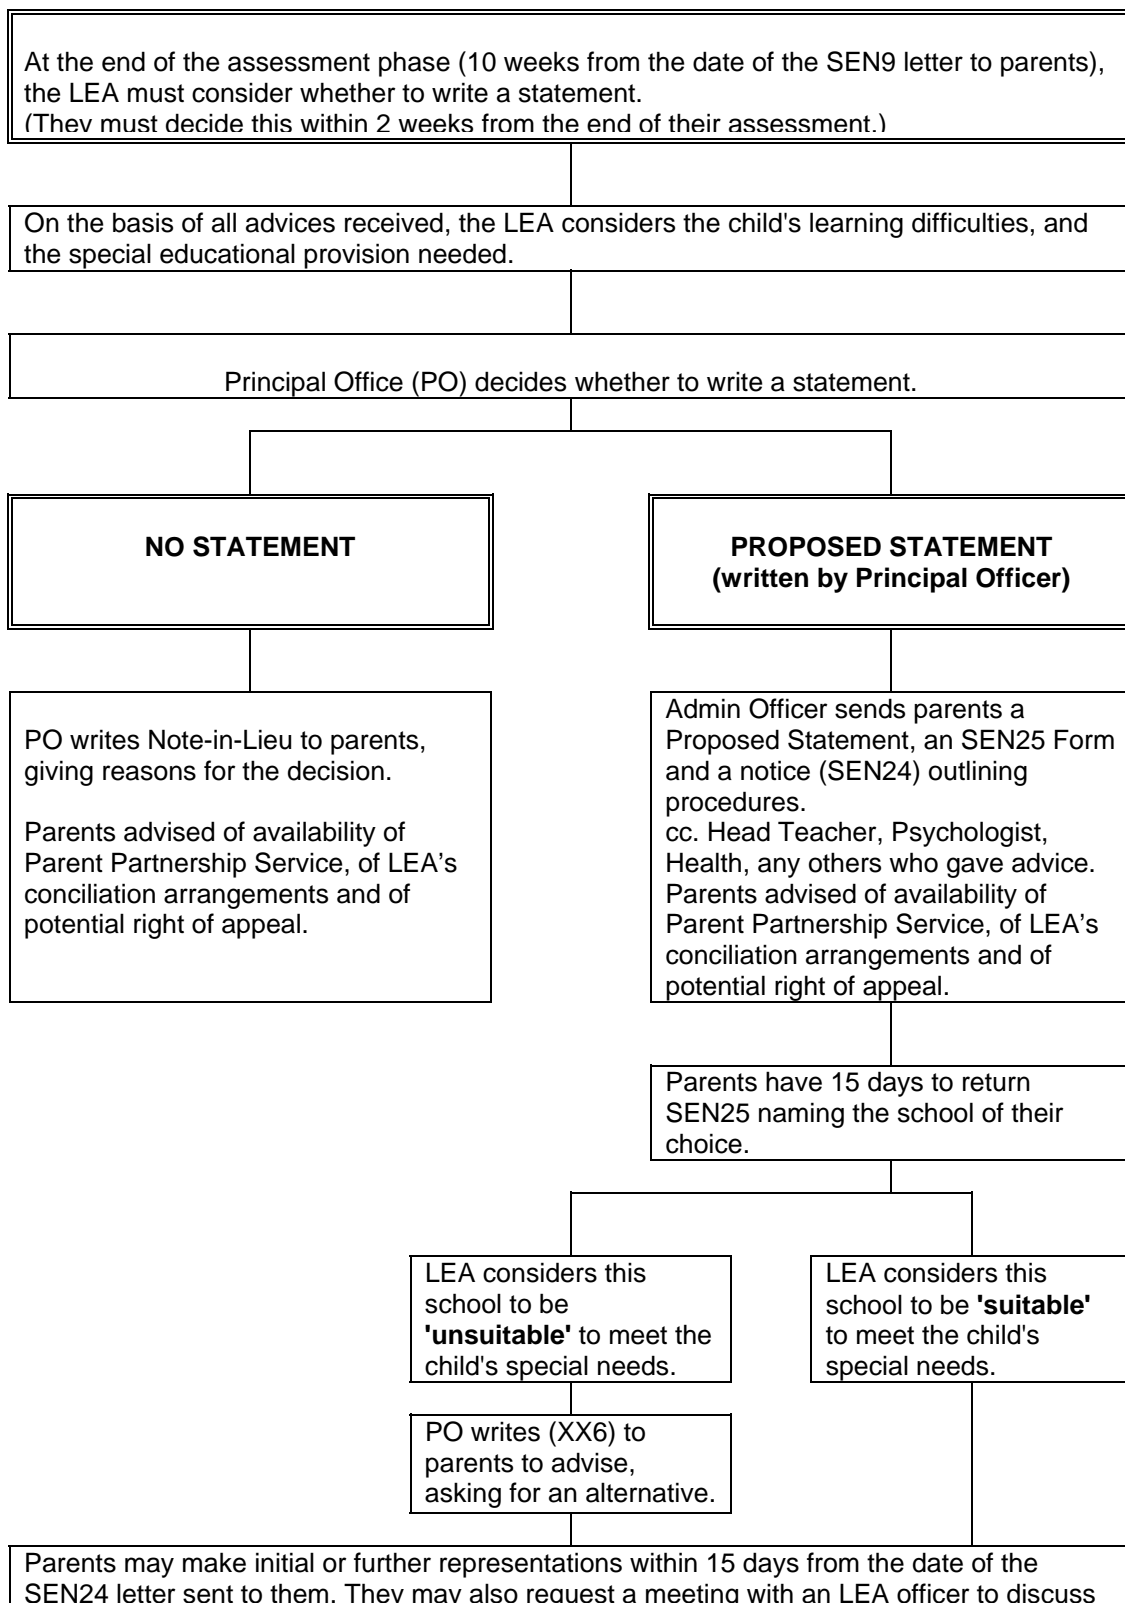 At the end of the assessment phase (10 weeks from the date of the SEN9 letter to parents),
the LEA must consider whether to write a statement.
(They must decide this within 2 weeks from the end of their assessment.)
On the basis of all advices received, the LEA considers the child's learning difficulties, and
the special educational provision needed.
Principal Office (PO) decides whether to write a statement.
NO STATEMENT
PROPOSED STATEMENT
(written by Principal Officer)
PO writes Note-in-Lieu to parents,
giving reasons for the decision.
Parents advised of availability of
Parent Partnership Service, of LEA’s
conciliation arrangements and of
potential right of appeal.
Admin Officer sends parents a
Proposed Statement, an SEN25 Form
and a notice (SEN24) outlining
procedures.
cc. Head Teacher, Psychologist,
Health, any others who gave advice.
Parents advised of availability of
Parent Partnership Service, of LEA’s
conciliation arrangements and of
potential right of appeal.
Parents have 15 days to return
SEN25 naming the school of their
choice.
LEA considers this
school to be
'unsuitable' to meet the
child's special needs.
LEA considers this
school to be 'suitable'
to meet the child's
special needs.
PO writes (XX6) to
parents to advise,
asking for an alternative.
Parents may make initial or further representations within 15 days from the date of the
SEN24 letter sent to them. They may also request a meeting with an LEA officer to discuss